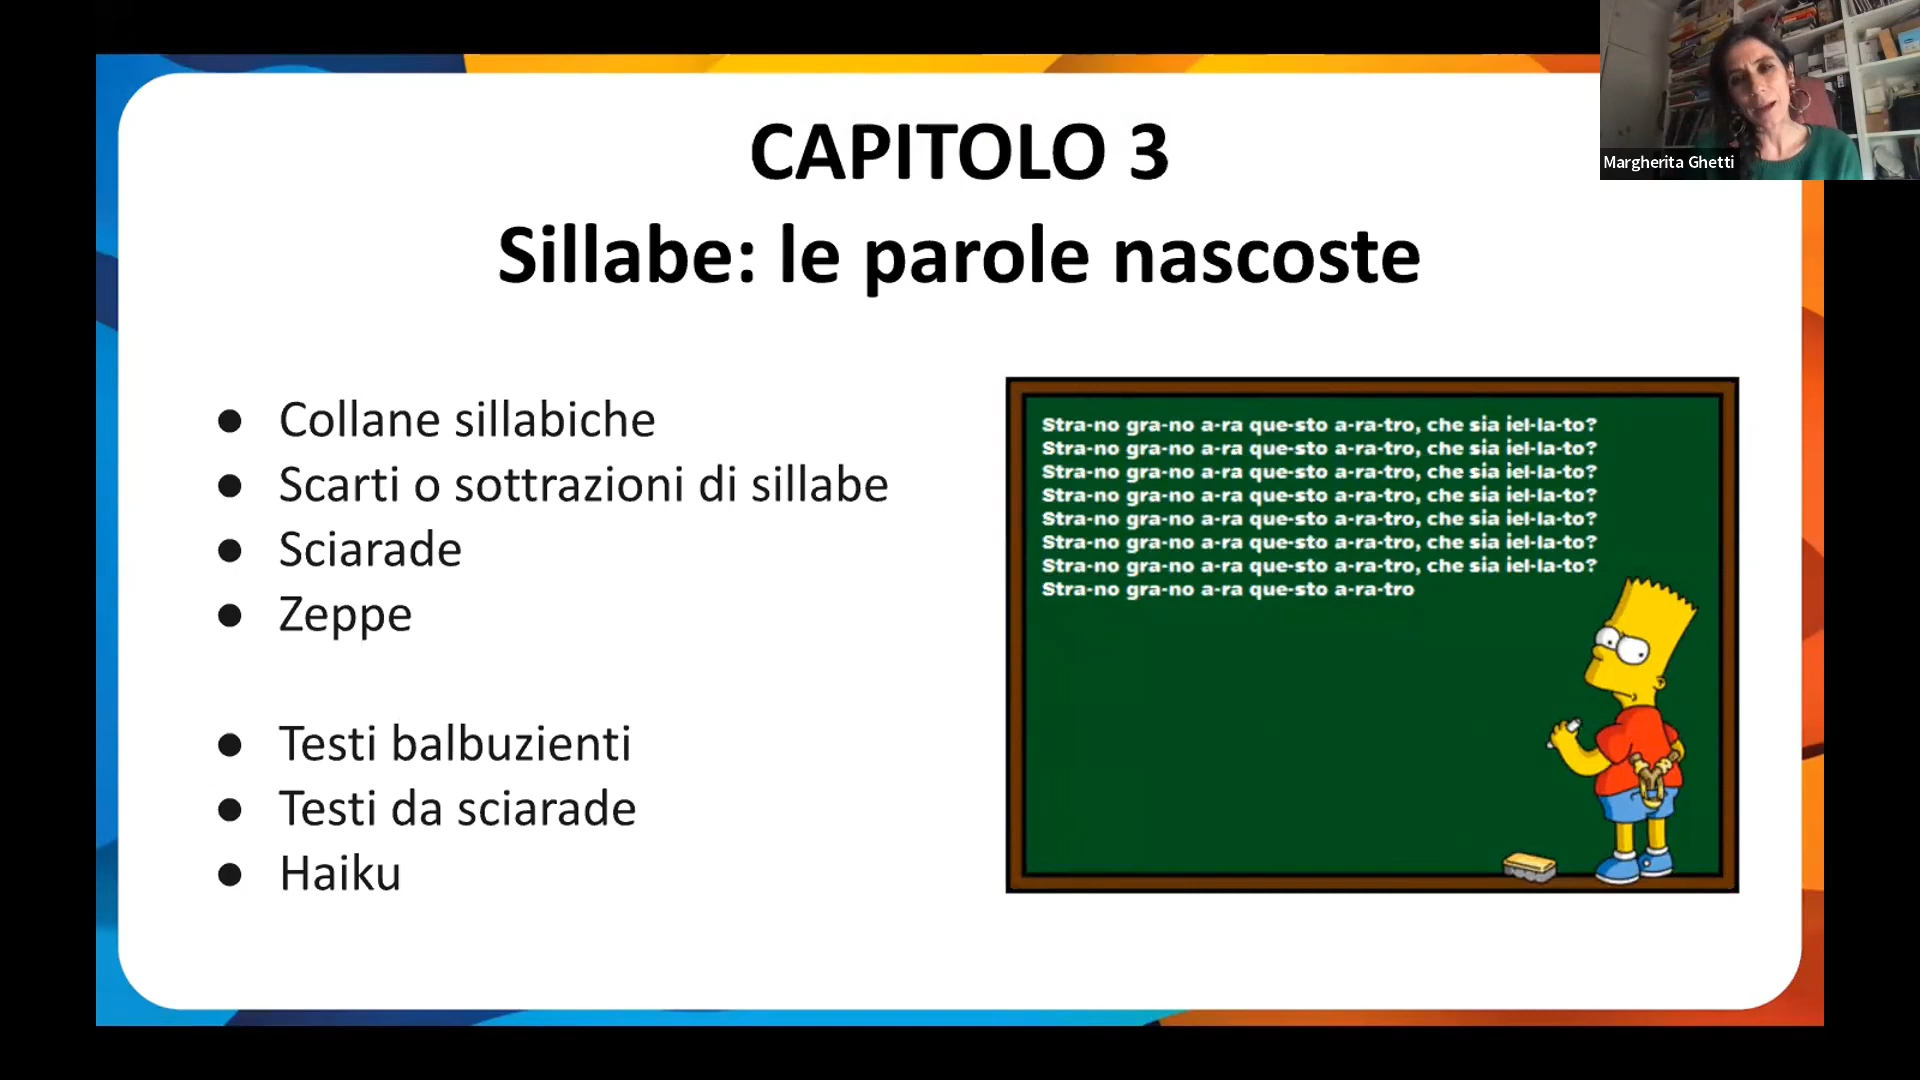 CAPITOLO 3
Sillabe: le parole nascoste
Margherita Ghetti
● Collane sillabiche
● Scarti o sottrazioni di sillabe
● Sciarade
● Zeppe
● Testi balbuzienti
● Testi da sciarade
● Haiku
Stra-no gra-no a-ra que-sto a-ra-tro, che sia iel-la-to?
Stra-no gra-no a-ra que-sto a-ra-tro, che sia iel-la-to?
Stra-no gra-no a-ra que-sto a-ra-tro, che sia iel-la-to?
Stra-no gra-no a-ra que-sto a-ra-tro, che sia iel-la-to?
Stra-no gra-no a-ra que-sto a-ra-tro, che sia iel-la-to?
Stra-no gra-no a-ra que-sto a-ra-tro, che sia iel-la-to?
Stra-no gra-no a-ra que-sto a-ra-tro, che sia iel-la-to?
Stra-no gra-no a-ra que-sto a-ra-tro